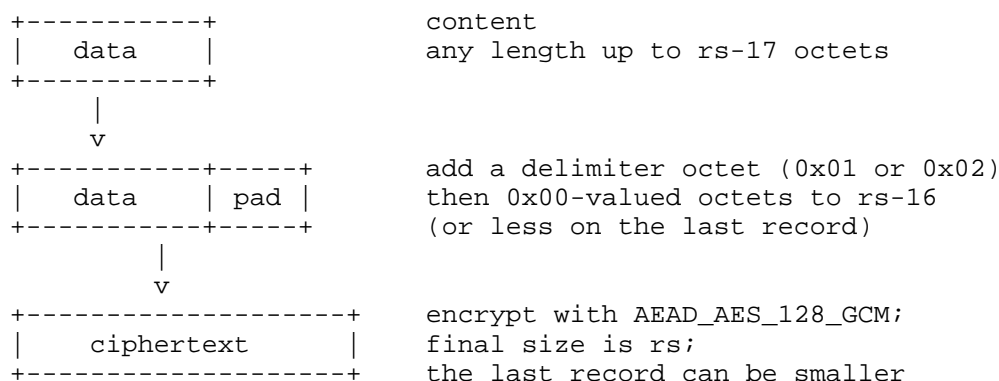 +-----------+             content
|   data    |             any length up to rs-17 octets
+-----------+
     |
     v
+-----------+-----+       add a delimiter octet (0x01 or 0x02)
|   data    | pad |       then 0x00-valued octets to rs-16
+-----------+-----+       (or less on the last record)
         |
         v
+--------------------+    encrypt with AEAD_AES_128_GCM;
|    ciphertext      |    final size is rs;
+--------------------+    the last record can be smaller